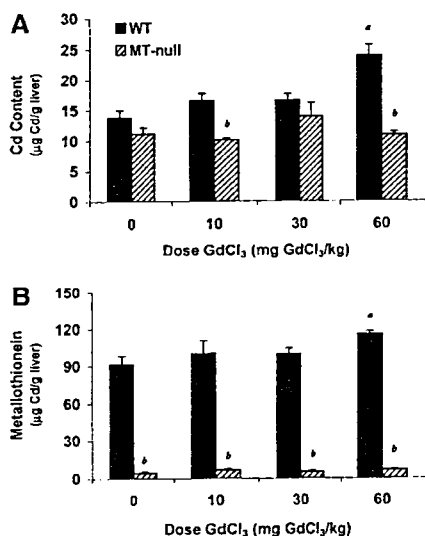 A
WT
MT-null
Cd Content
(µg Cd/g liver)
30
25
20
15
10
5
0
a
b
b
0 10 30 60
Dose GdCl₃ (mg GdCl₃/kg)
B
Metallothionein
(µg Cd/g liver)
150
120
90
60
30
0
a
b
b
b
b
0 10 30 60
Dose GdCl₃ (mg GdCl₃/kg)